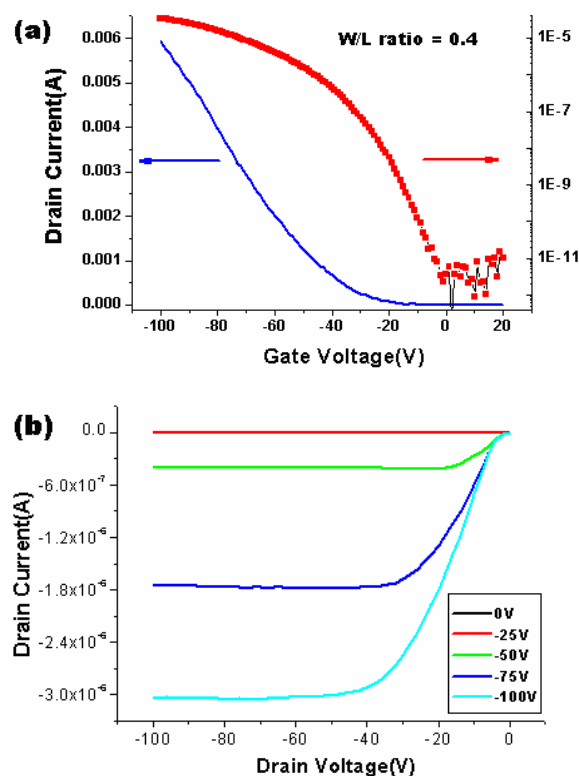 (a)
W/L ratio = 0.4
Drain Current(A)
0.006
0.005
0.004
0.003
0.002
0.001
0.000
1E-5
1E-7
1E-9
1E-11
-100
-80
-60
-40
-20
0
20
Gate Voltage(V)
(b)
Drain Current(A)
0.0
-6.0x10⁻⁷
-1.2x10⁻⁶
-1.8x10⁻⁶
-2.4x10⁻⁶
-3.0x10⁻⁶
0V
-25V
-50V
-75V
-100V
-100
-80
-60
-40
-20
0
Drain Voltage(V)